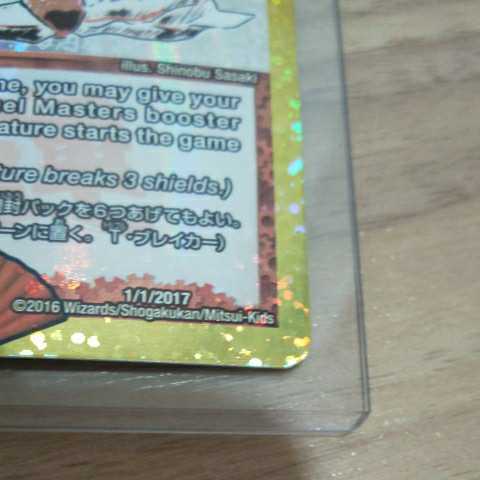 illus. Shinobu Sasaki
me, you may give your
el Masters booster
ature starts the game
ure breaks 3 shields.)
封パックを6つあげてもよい。
ーンに置く。 T・ブレイカー)
1/1/2017
©2016 Wizards/Shogakukan/Mitsui-Kids